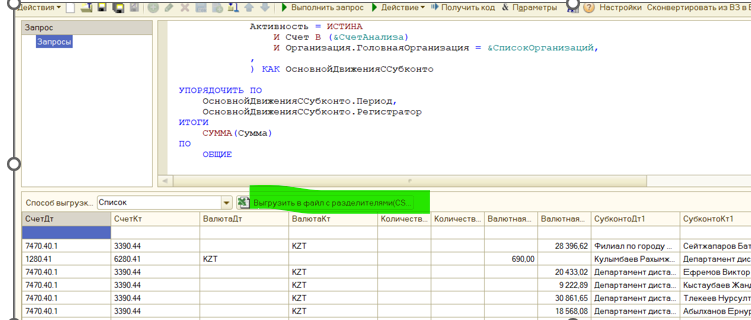 Действия
Выполнить запрос
Действие
Получить код
Параметры
Настройки
Сконвертировать из ВЗ в
Запрос
Запросы
Активность = ИСТИНА
И Счет В (&СчетАнализа)
И Организация.ГоловнаяОрганизация = &СписокОрганизаций,
,
) КАК ОсновнойДвиженияССубконто
УПОРЯДОЧИТЬ ПО
ОсновнойДвиженияССубконто.Период,
ОсновнойДвиженияССубконто.Регистратор
ИТОГИ
СУММА(Сумма)
ПО
ОБЩИЕ
Способ выгрузк... Список Выгрузить в файл с разделителями(CS...
СчетДт СчетКт ВалютаДт ВалютаКт Количеств... Количеств... Валютная... Валютная... СубконтоДт1 СубконтоКт1
7470.40.1 3390.44 KZT 28 396,62 Филиал по городу ... Сейтжапаров Бат
1280.41 6280.41 KZT 690,00 Кулымбаев Рахымж... Департамент дис
7470.40.1 3390.44 KZT 20 433,02 Департамент диста... Ефремов Виктор
7470.40.1 3390.44 KZT 9 222,89 Департамент диста... Кыстаубаев Жанд
7470.40.1 3390.44 KZT 30 861,65 Департамент диста... Тлекеев Нурсулт
7470.40.1 3390.44 KZT 18 568,08 Департамент диста... Абылханов Ернур